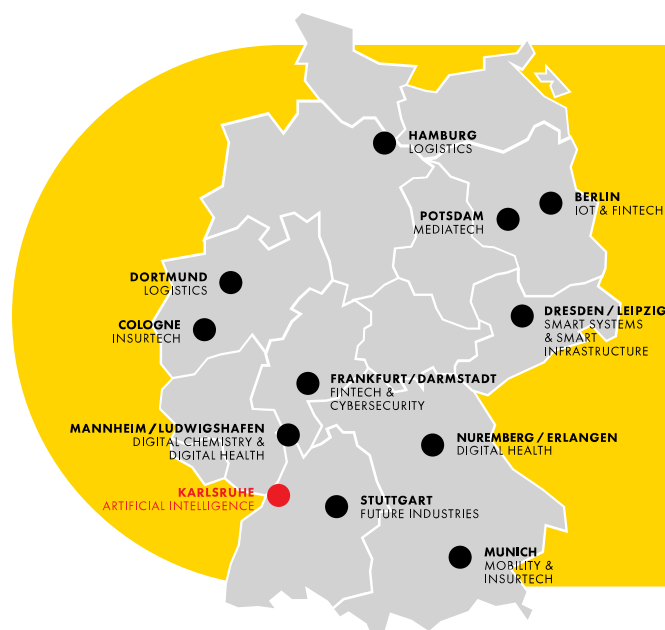 HAMBURG
LOGISTICS
BERLIN
IOT & FINTECH
POTSDAM
MEDIATECH
DORTMUND
LOGISTICS
COLOGNE
INSURTECH
DRESDEN / LEIPZIG
SMART SYSTEMS
& SMART
INFRASTRUCTURE
FRANKFURT/DARMSTADT
FINTECH &
CYBERSECURITY
MANNHEIM/LUDWIGSHAFEN
DIGITAL CHEMISTRY &
DIGITAL HEALTH
NUREMBERG / ERLANGEN
DIGITAL HEALTH
KARLSRUHE
ARTIFICIAL INTELLIGENCE
STUTTGART
FUTURE INDUSTRIES
MUNICH
MOBILITY &
INSURTECH